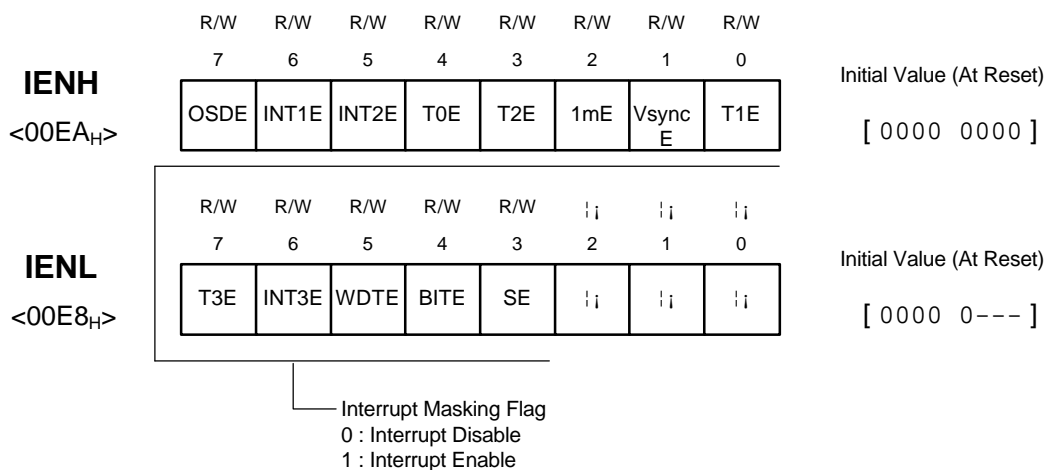 R/W R/W R/W R/W R/W R/W R/W R/W
7 6 5 4 3 2 1 0
IENH
<00EAH>
OSDE INT1E INT2E T0E T2E 1mE Vsync E T1E
Initial Value (At Reset)
[ 0000 0000 ]
R/W R/W R/W R/W R/W ¦¡ ¦¡ ¦¡
7 6 5 4 3 2 1 0
IENL
<00E8H>
T3E INT3E WDTE BITE SE ¦¡ ¦¡ ¦¡
Initial Value (At Reset)
[ 0000 0--- ]
Interrupt Masking Flag
0 : Interrupt Disable
1 : Interrupt Enable